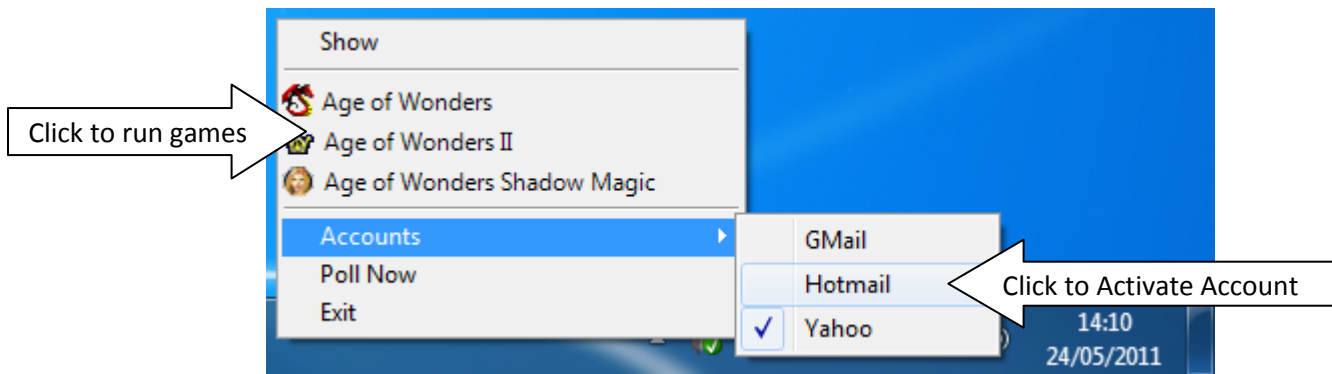 Show
Age of Wonders
Click to run games
Age of Wonders II
Age of Wonders Shadow Magic
Accounts
GMail
Poll Now
Hotmail
Click to Activate Account
Exit
Yahoo
14:10
24/05/2011